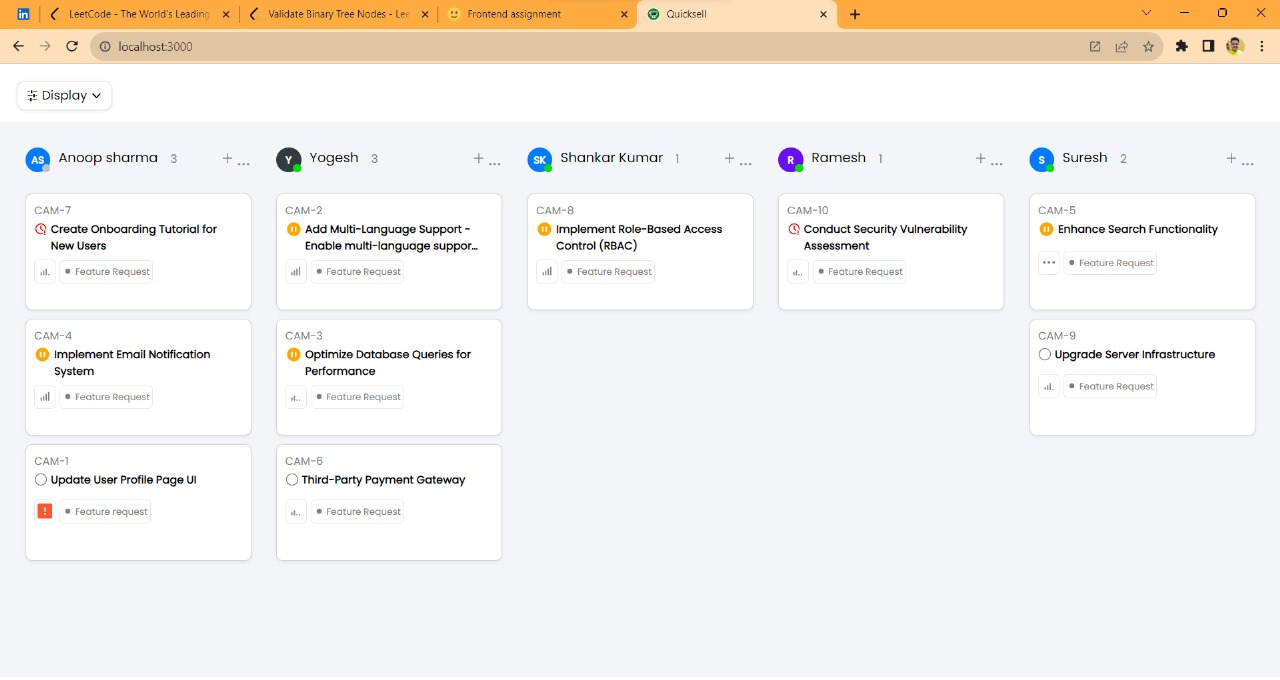 in
LeetCode - The World's Leading
Validate Binary Tree Nodes - Lee
Frontend assignment
Quicksell
localhost:3000
Display
AS Anoop sharma 3 + ...
Y Yogesh 3 + ...
SK Shankar Kumar 1 + ...
R Ramesh 1 + ...
S Suresh 2 + ...
CAM-7
Create Onboarding Tutorial for
New Users
Feature Request
CAM-4
Implement Email Notification
System
Feature Request
CAM-1
Update User Profile Page UI
! Feature request
CAM-2
Add Multi-Language Support -
Enable multi-language suppor...
Feature Request
CAM-3
Optimize Database Queries for
Performance
Feature Request
CAM-6
Third-Party Payment Gateway
Feature Request
CAM-8
Implement Role-Based Access
Control (RBAC)
Feature Request
CAM-10
Conduct Security Vulnerability
Assessment
Feature Request
CAM-5
Enhance Search Functionality
Feature Request
CAM-9
Upgrade Server Infrastructure
Feature Request